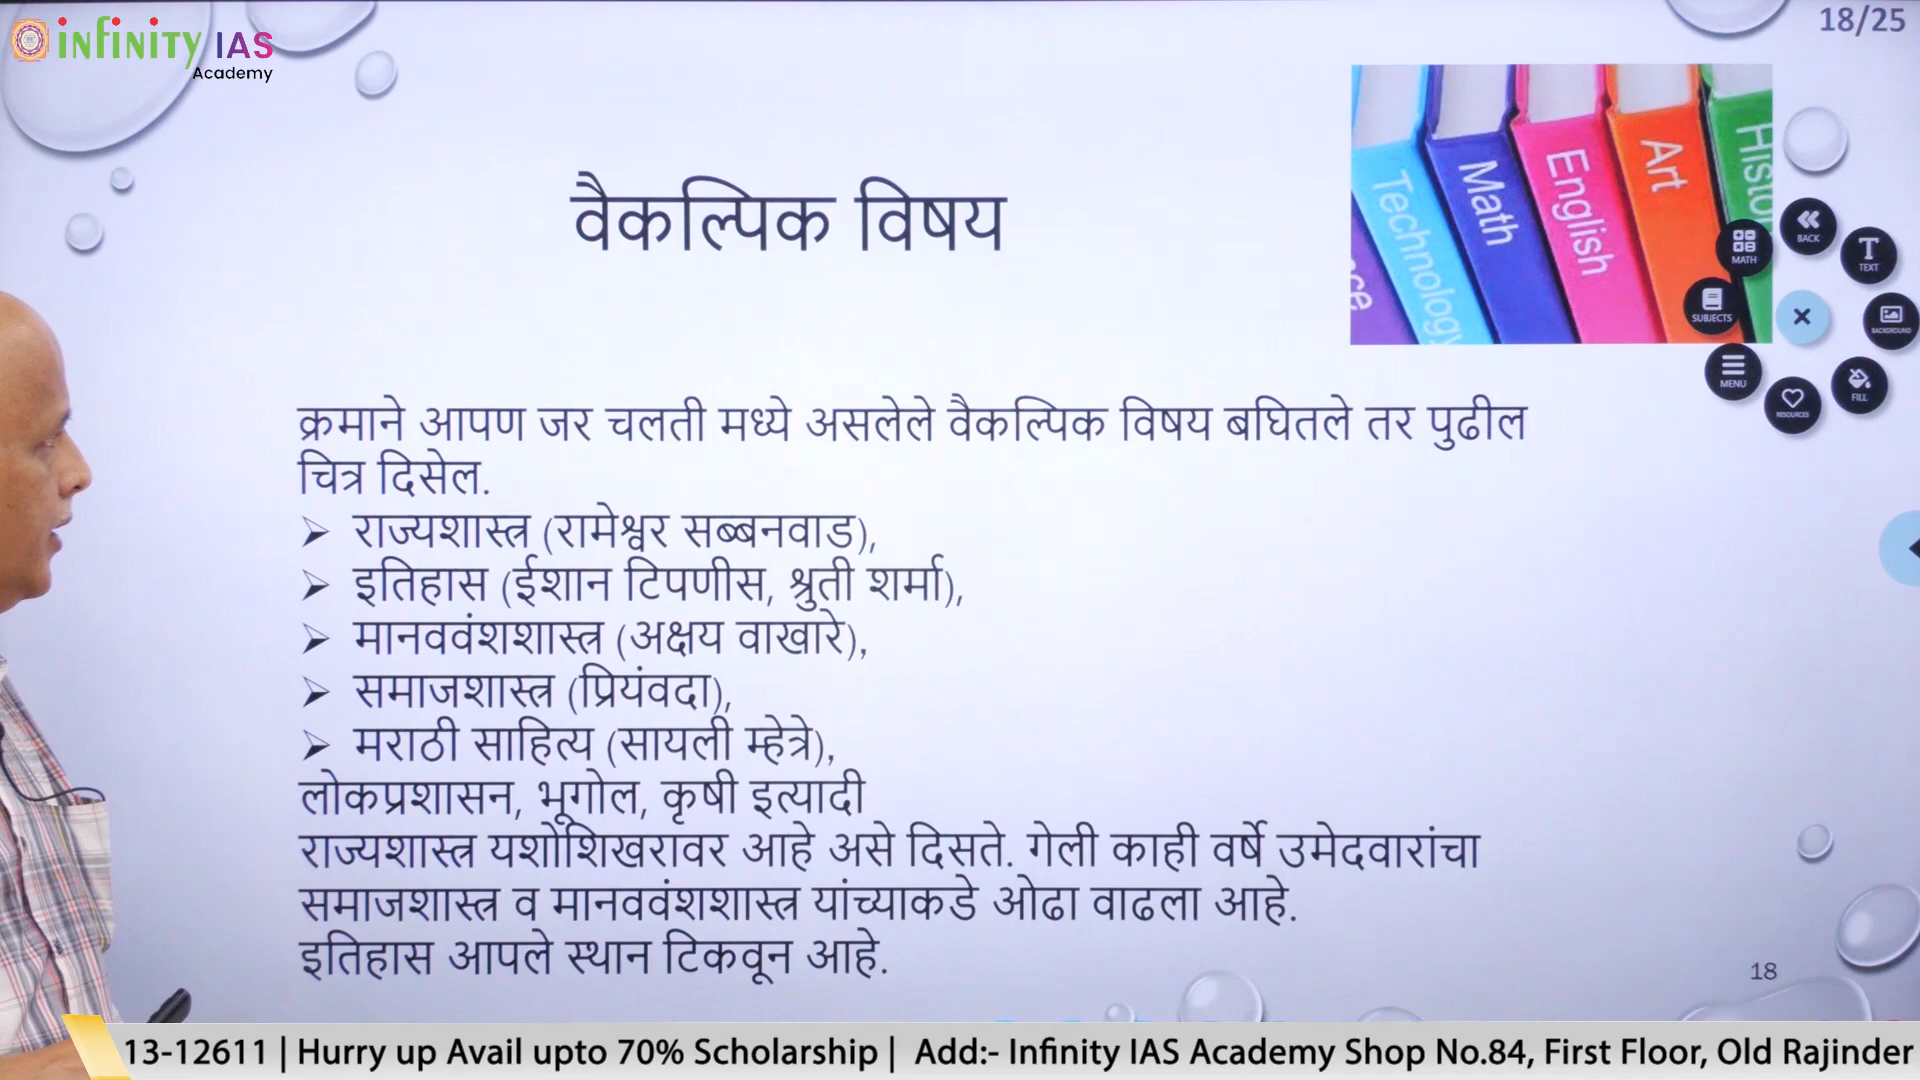 infinity IAS
Academy
18/25
वैकल्पिक विषय
Technology
Math
English
Art
BACK
TEXT
MATH
SUBJECTS
BACKGROUND
MENU
RESOURCES
FILL
क्रमाने आपण जर चलती मध्ये असलेले वैकल्पिक विषय बघितले तर पुढील
चित्र दिसेल.
➢ राज्यशास्त्र (रामेश्वर सब्बनवाड),
➢ इतिहास (ईशान टिपणीस, श्रुती शर्मा),
➢ मानववंशशास्त्र (अक्षय वाखारे),
➢ समाजशास्त्र (प्रियंवदा),
➢ मराठी साहित्य (सायली म्हेत्रे),
लोकप्रशासन, भूगोल, कृषी इत्यादी
राज्यशास्त्र यशोशिखरावर आहे असे दिसते. गेली काही वर्षे उमेदवारांचा
समाजशास्त्र व मानववंशशास्त्र यांच्याकडे ओढा वाढला आहे.
इतिहास आपले स्थान टिकवून आहे.
18
13-12611 | Hurry up Avail upto 70% Scholarship | Add:- Infinity IAS Academy Shop No.84, First Floor, Old Rajinder